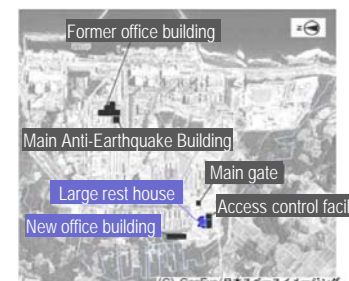 Former office building
Main Anti-Earthquake Building
Main gate
Large rest house
Access control facil
New office building